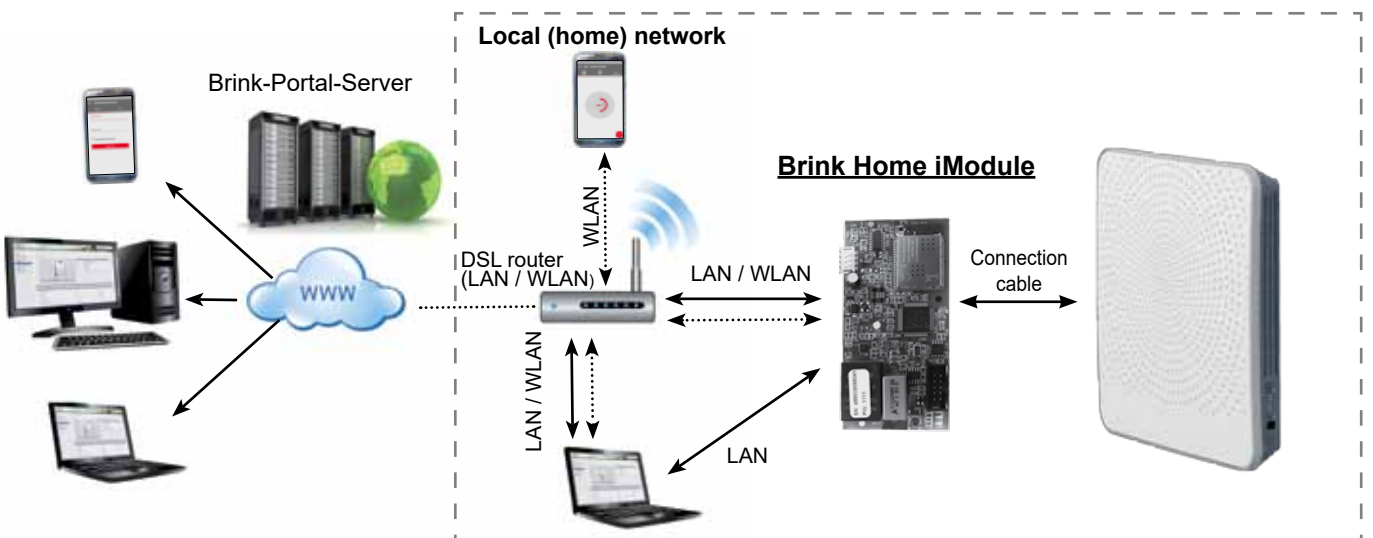 Local (home) network
Brink-Portal-Server
WLAN
Brink Home iModule
DSL router
(LAN / WLAN)
LAN / WLAN
Connection
cable
WWW
LAN / WLAN
LAN